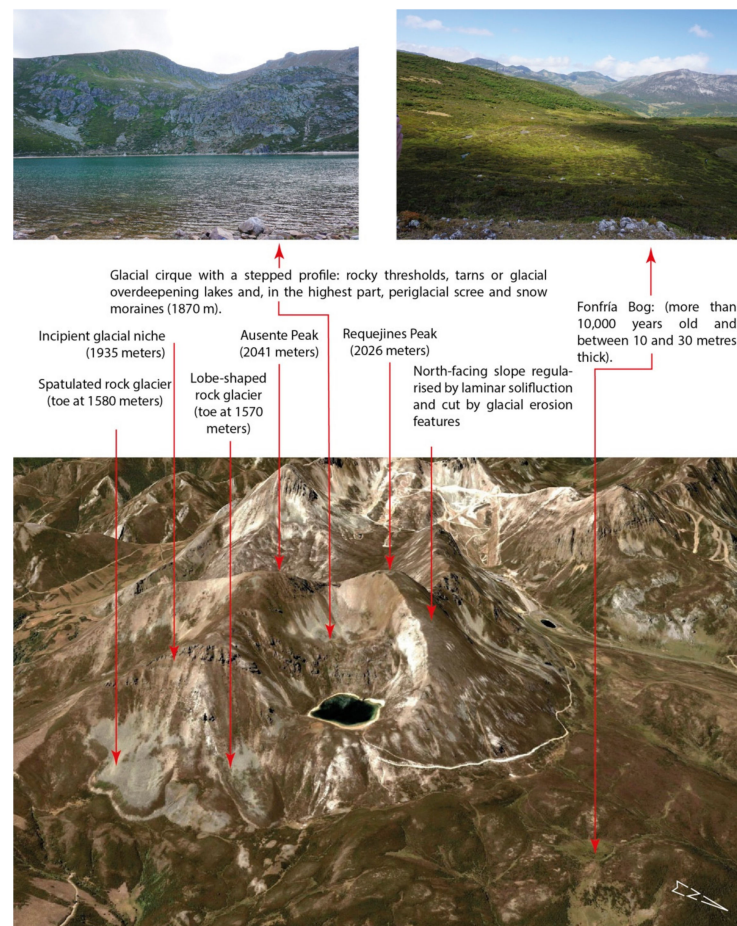 Glacial cirque with a stepped profile: rocky thresholds, tarns or glacial
overdeepening lakes and, in the highest part, periglacial scree and snow
moraines (1870 m).
Fonfría Bog: (more than
10,000 years old and
between 10 and 30 metres
thick).
Incipient glacial niche
(1935 meters)
Ausente Peak
(2041 meters)
Requejines Peak
(2026 meters)
Spatulated rock glacier
(toe at 1580 meters)
Lobe-shaped
rock glacier
(toe at 1570
meters)
North-facing slope regula-
rised by laminar solifluction
and cut by glacial erosion
features
N